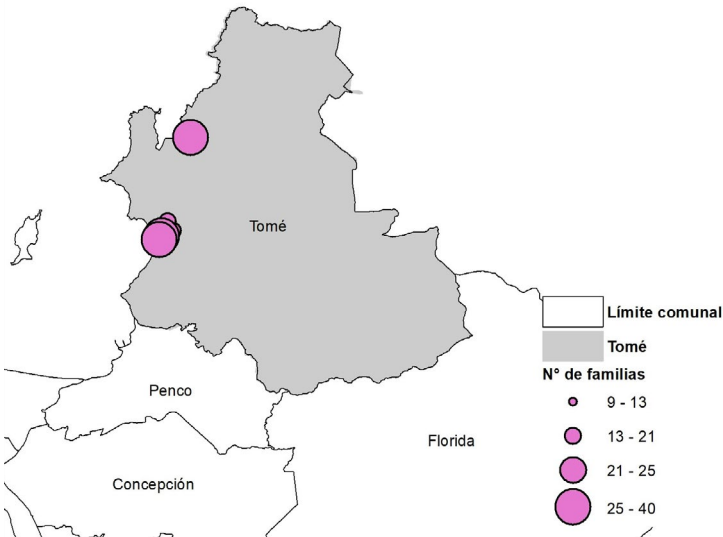 Tomé
Límite comunal
Tomé
N° de familias
9 - 13
13 - 21
21 - 25
25 - 40
Penco
Florida
Concepción